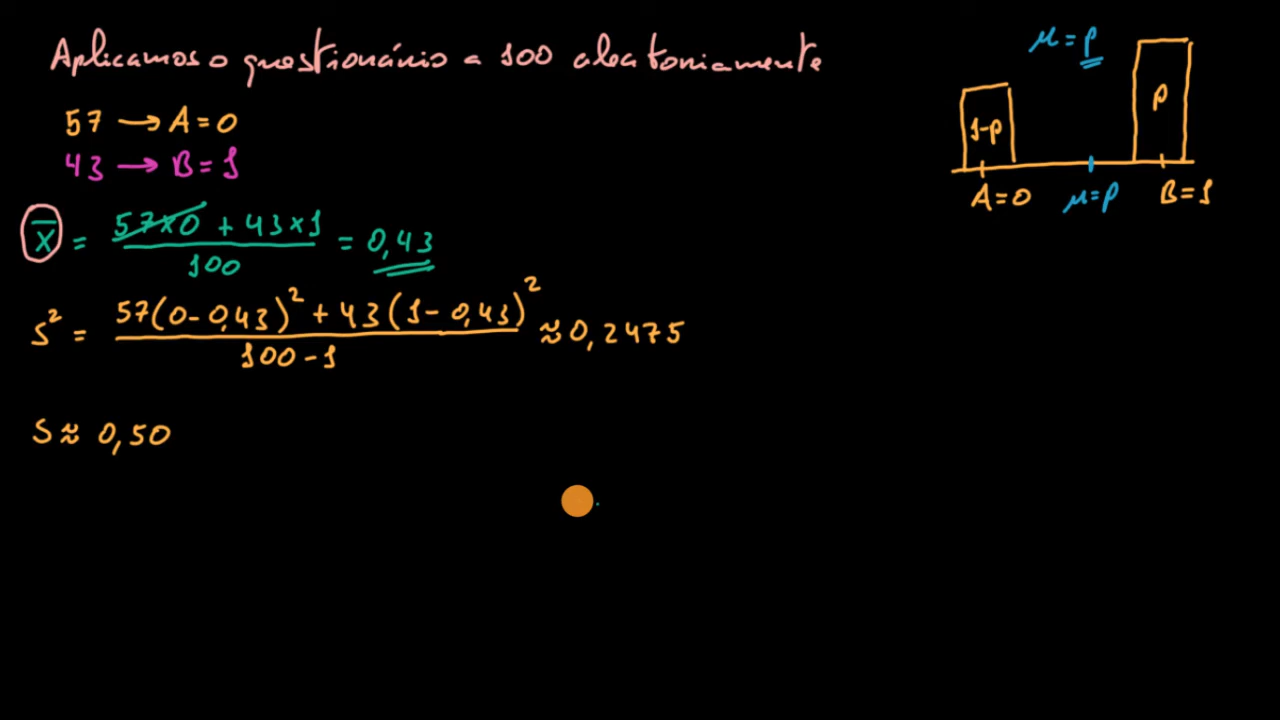 Aplicamos o questionário a 100 aleatoriamente
57 → A = 0
43 → B = 1
x̄ = (57×0 + 43×1) / 100 = 0,43
s² = (57(0 - 0,43)² + 43(1 - 0,43)²) / (100 - 1) ≈ 0,2475
s ≈ 0,50
μ = p
1-p
p
A = 0
μ = p
B = 1